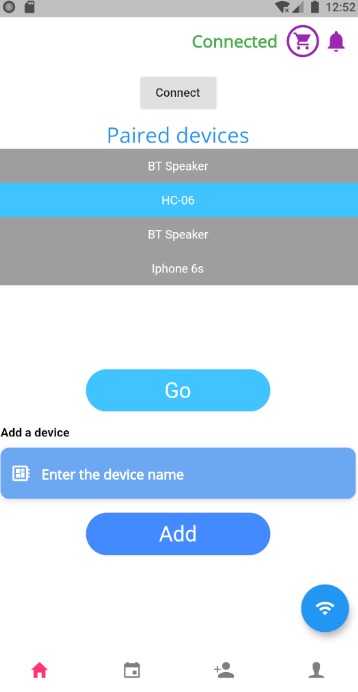 12:52
Connected
Connect
Paired devices
BT Speaker
HC-06
BT Speaker
Iphone 6s
Go
Add a device
Enter the device name
Add